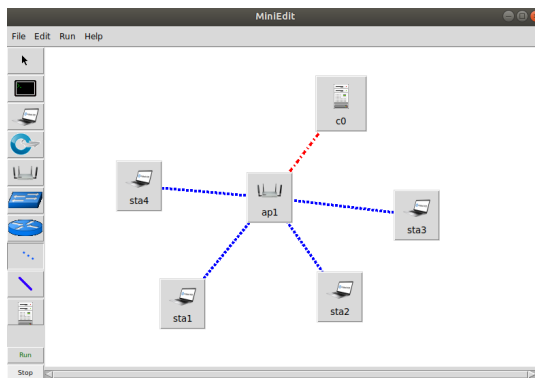 MiniEdit
File Edit Run Help
c0
sta4
ap1
sta3
sta1
sta2
Run
Stop